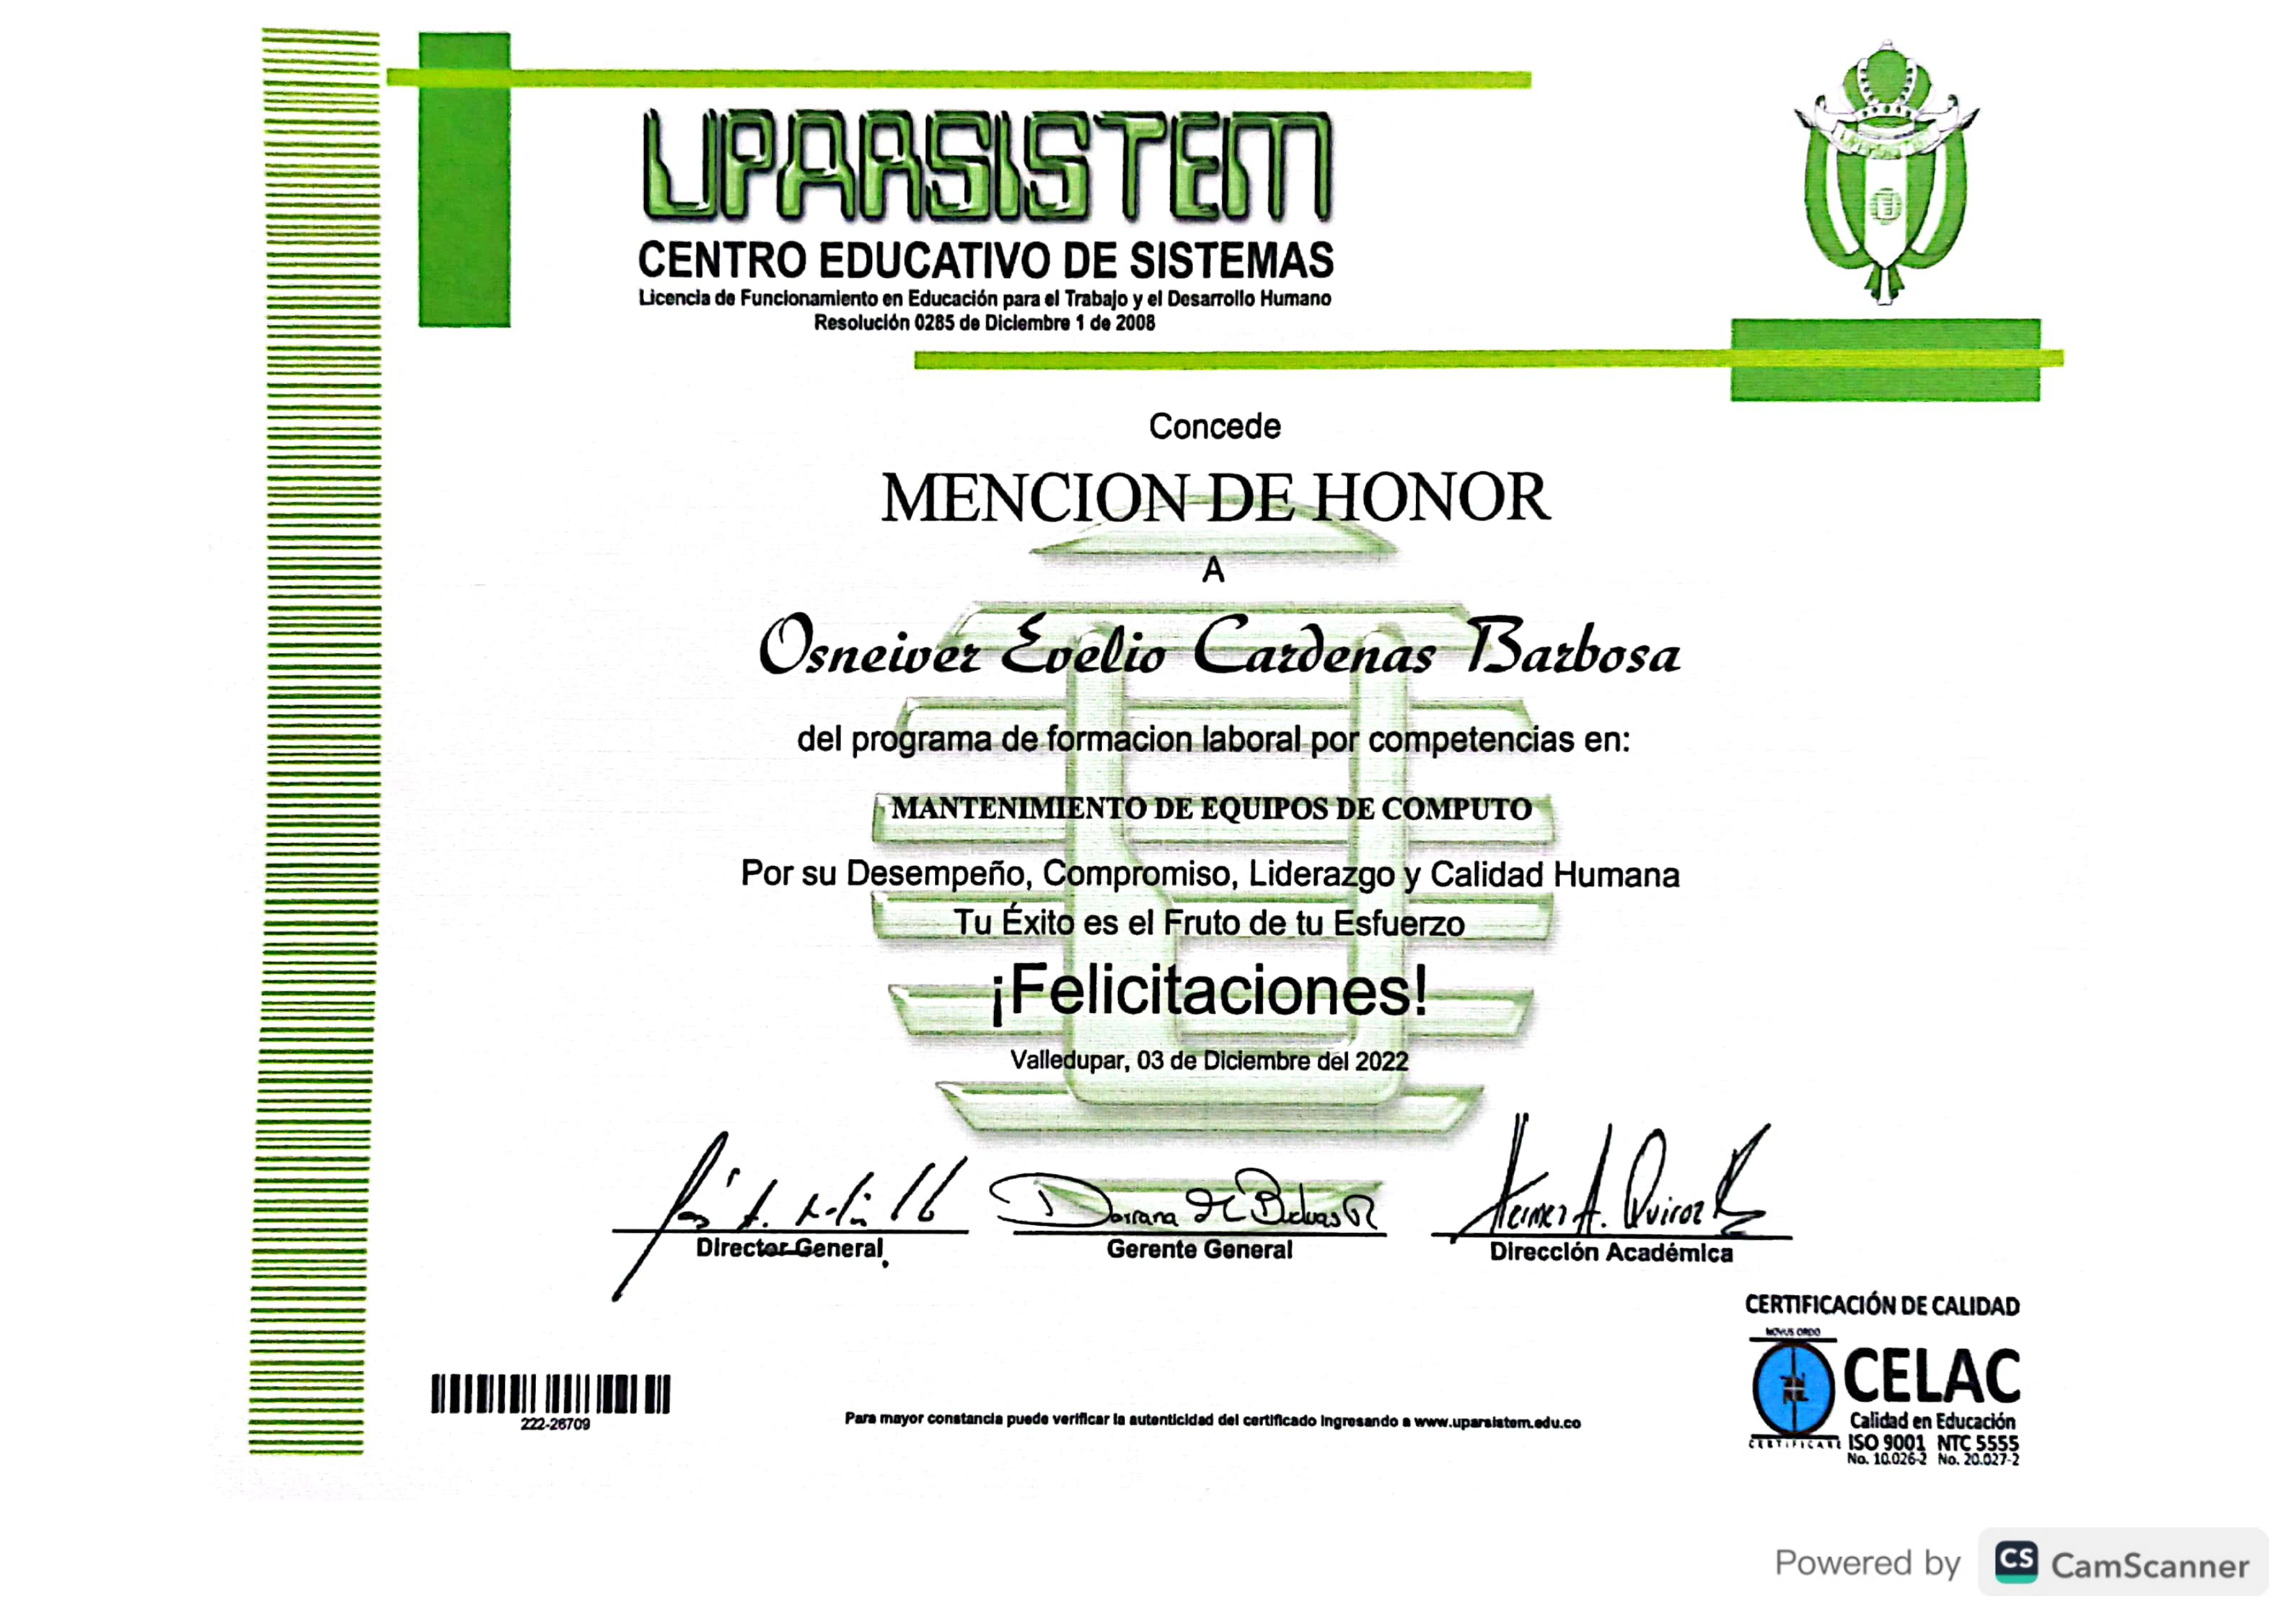 UPARSISTEM
CENTRO EDUCATIVO DE SISTEMAS
Licencia de Funcionamiento en Educación para el Trabajo y el Desarrollo Humano
Resolución 0285 de Diciembre 1 de 2008
Concede
MENCION DE HONOR
A
Osneiver Evelio Cardenas Barbosa
del programa de formacion laboral por competencias en:
MANTENIMIENTO DE EQUIPOS DE COMPUTO
Por su Desempeño, Compromiso, Liderazgo y Calidad Humana
Tu Éxito es el Fruto de tu Esfuerzo
¡Felicitaciones!
Valledupar, 03 de Diciembre del 2022
Director General
Gerente General
Dirección Académica
CERTIFICACIÓN DE CALIDAD
NOVUS ORDO
CELAC
Calidad en Educación
CERTIFICARE ISO 9001 NTC 5555
No. 10.026-2 No. 20.027-2
222-26709
Para mayor constancia puede verificar la autenticidad del certificado ingresando a www.uparsistem.edu.co
Powered by CS CamScanner